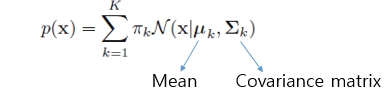 p(x) = ∑_{k=1}^{K} π_k 𝒩(x|μ_k, Σ_k)
Mean Covariance matrix